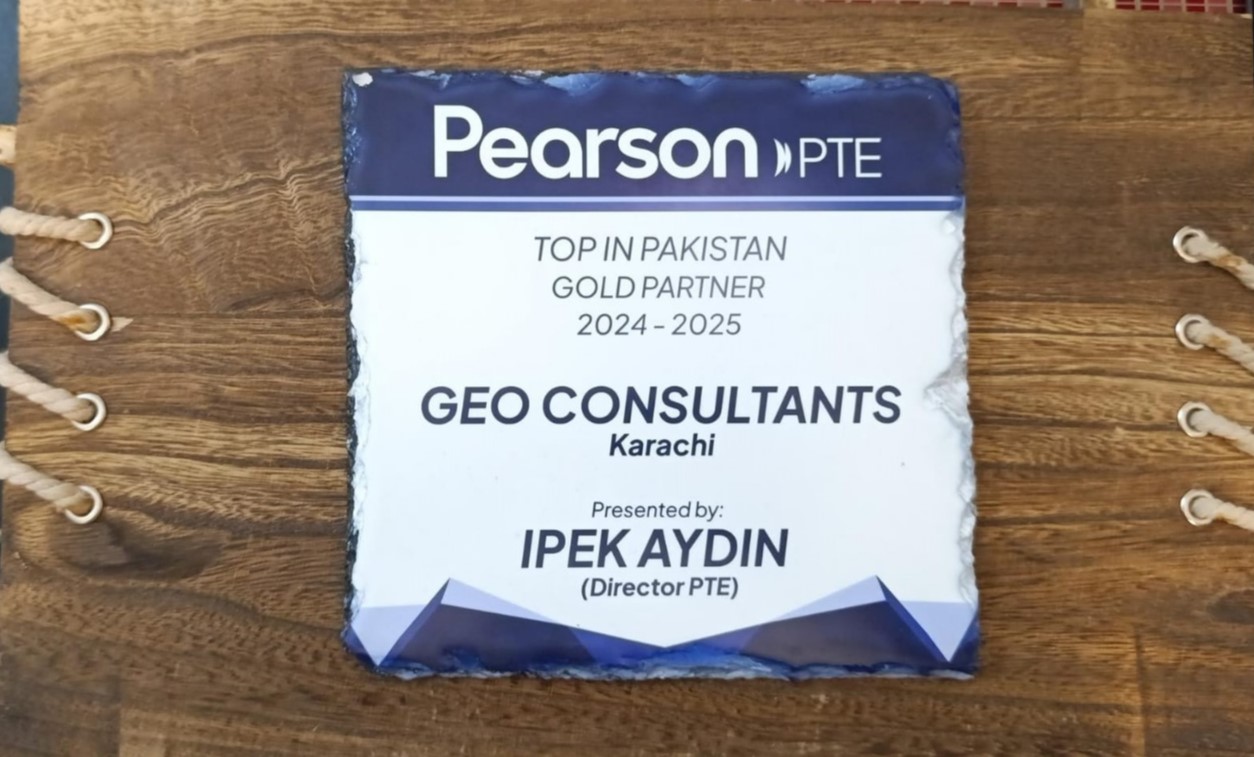 Pearson PTE
TOP IN PAKISTAN
GOLD PARTNER
2024 - 2025
GEO CONSULTANTS
Karachi
Presented by:
IPEK AYDIN
(Director PTE)